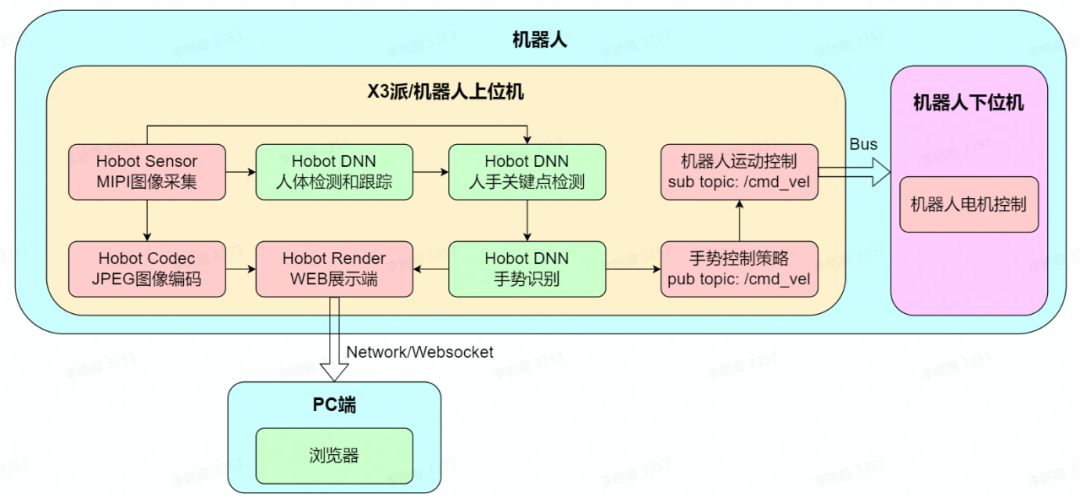 机器人
X3派/机器人上位机
机器人下位机
Hobot Sensor
MIPI图像采集
Hobot DNN
人体检测和跟踪
Hobot DNN
人手关键点检测
机器人运动控制
sub topic: /cmd_vel
Bus
机器人电机控制
Hobot Codec
JPEG图像编码
Hobot Render
WEB展示端
Hobot DNN
手势识别
手势控制策略
pub topic: /cmd_vel
Network/Websocket
PC端
浏览器